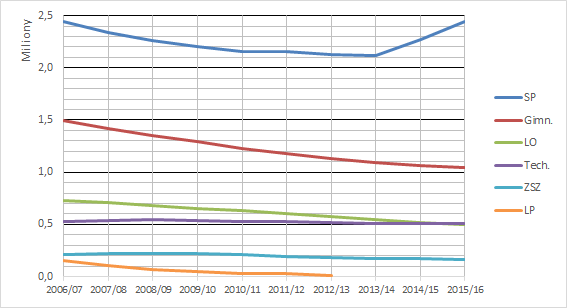 Miliony
2,5
2,0
1,5
1,0
0,5
0,0
2006/07 2007/08 2008/09 2009/10 2010/11 2011/12 2012/13 2013/14 2014/15 2015/16
SP
Gimn.
LO
Tech.
ZSZ
LP